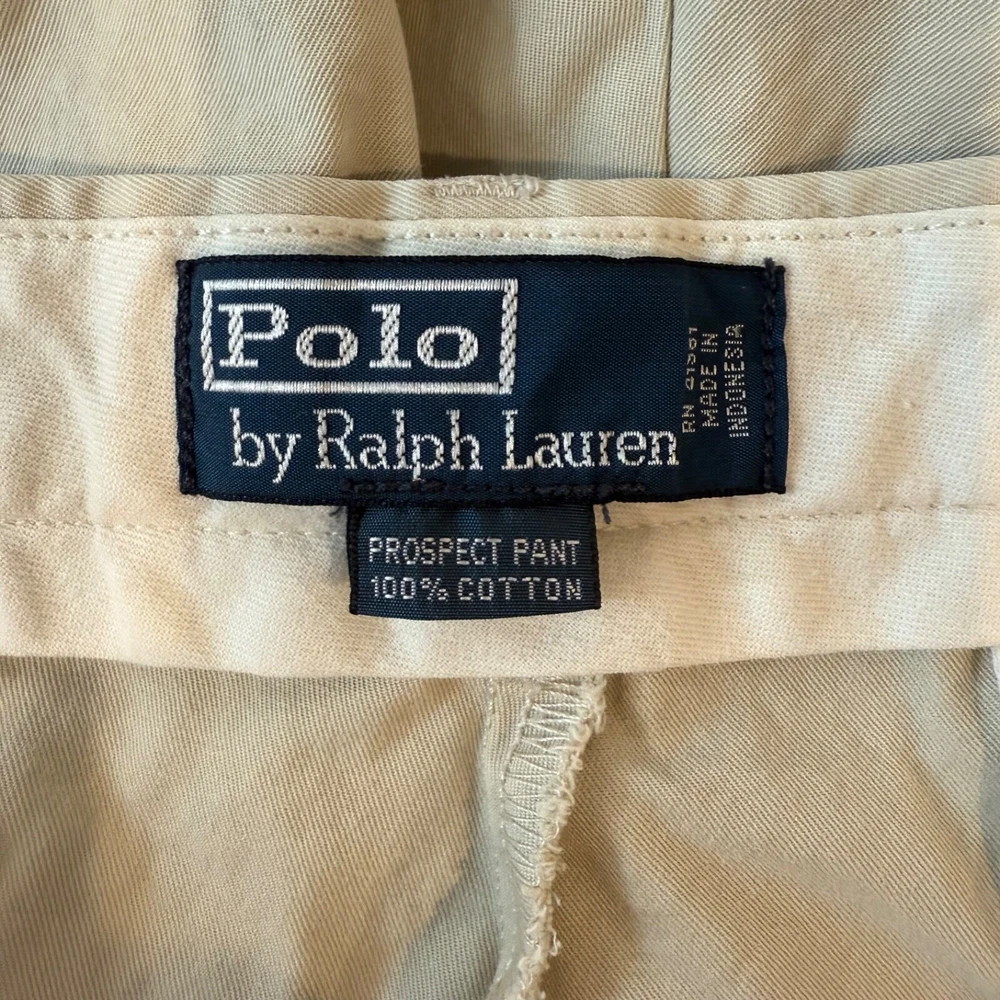 Polo
by Ralph Lauren
RN 41381
MADE IN
INDONESIA
PROSPECT PANT
100% COTTON